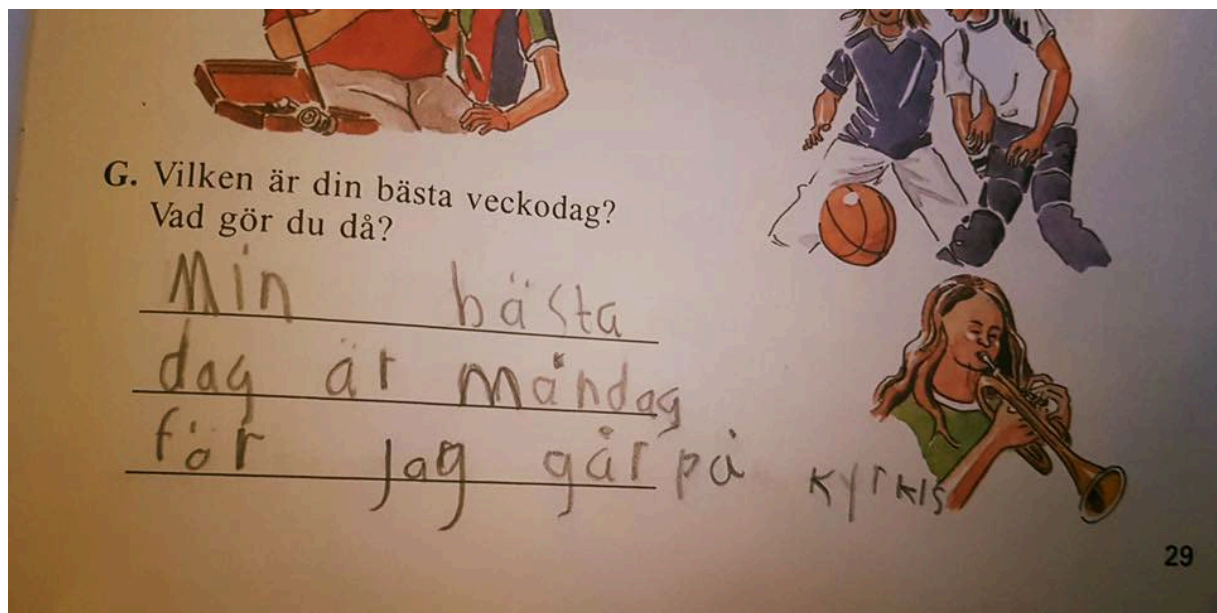 G. Vilken är din bästa veckodag?
Vad gör du då?
Min bästa
dag är måndag
för jag går på kyrkis
29